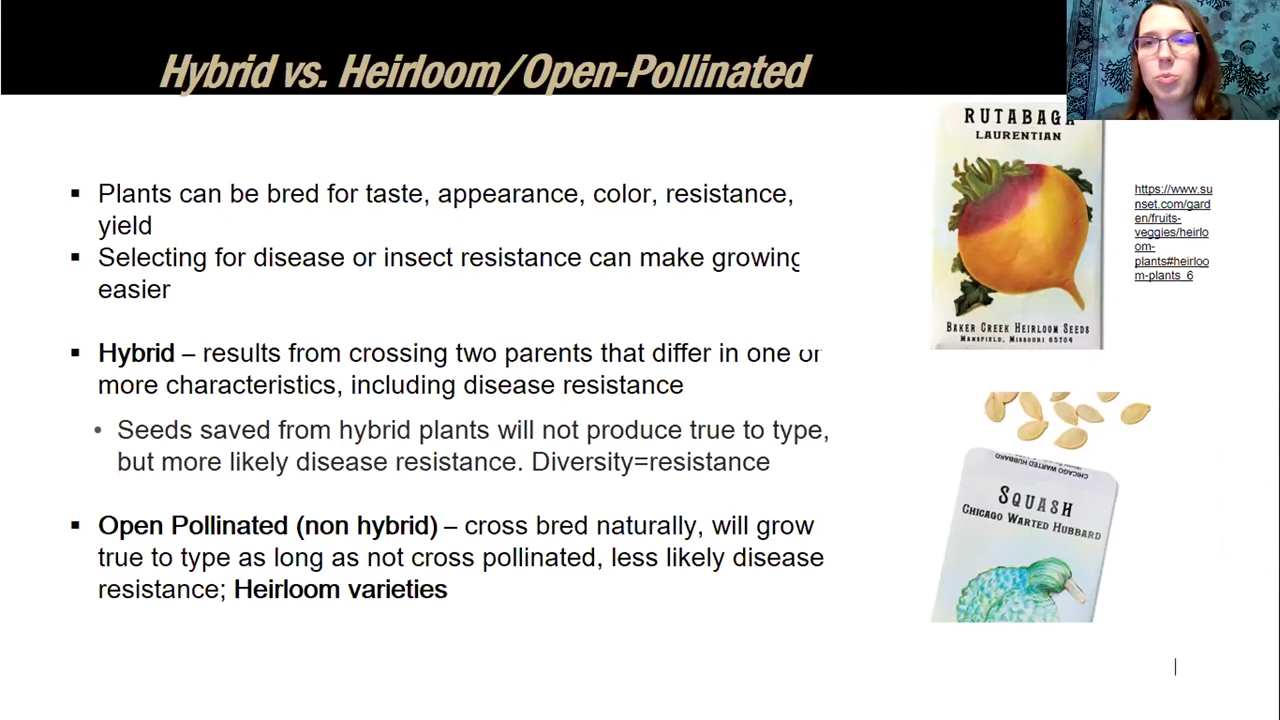 Hybrid vs. Heirloom/Open-Pollinated
▪ Plants can be bred for taste, appearance, color, resistance,
yield
▪ Selecting for disease or insect resistance can make growing
easier
▪ Hybrid – results from crossing two parents that differ in one or
more characteristics, including disease resistance
• Seeds saved from hybrid plants will not produce true to type,
but more likely disease resistance. Diversity=resistance
▪ Open Pollinated (non hybrid) – cross bred naturally, will grow
true to type as long as not cross pollinated, less likely disease
resistance; Heirloom varieties
RUTABAGA
LAURENTIAN
BAKER CREEK HEIRLOOM SEEDS
MANSFIELD, MISSOURI 65704
https://www.su
nset.com/gard
en/fruits-
veggies/heirlo
om-
plants#heirloo
m-plants_6
CHICAGO WARTED HUBBARD
SQUASH
CHICAGO WARTED HUBBARD